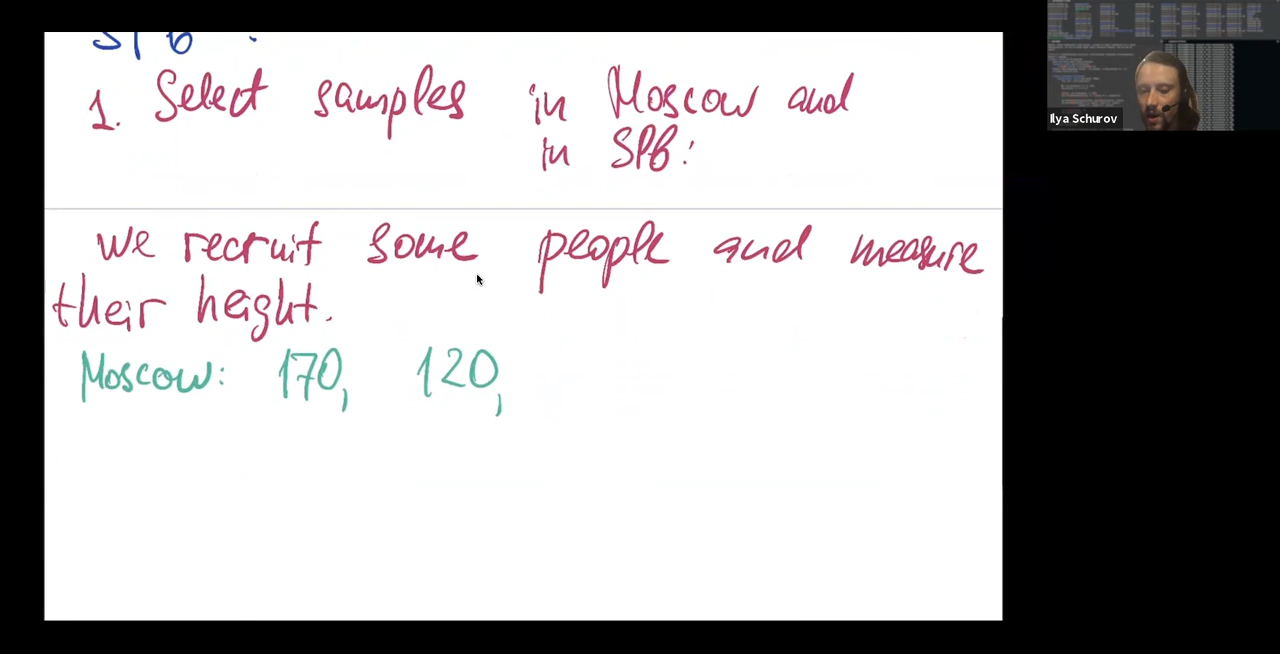 SPB :
1. Select samples in Moscow and
in SPB:
we recruit some people and measure
their height.
Moscow: 170, 120,
Ilya Schurov